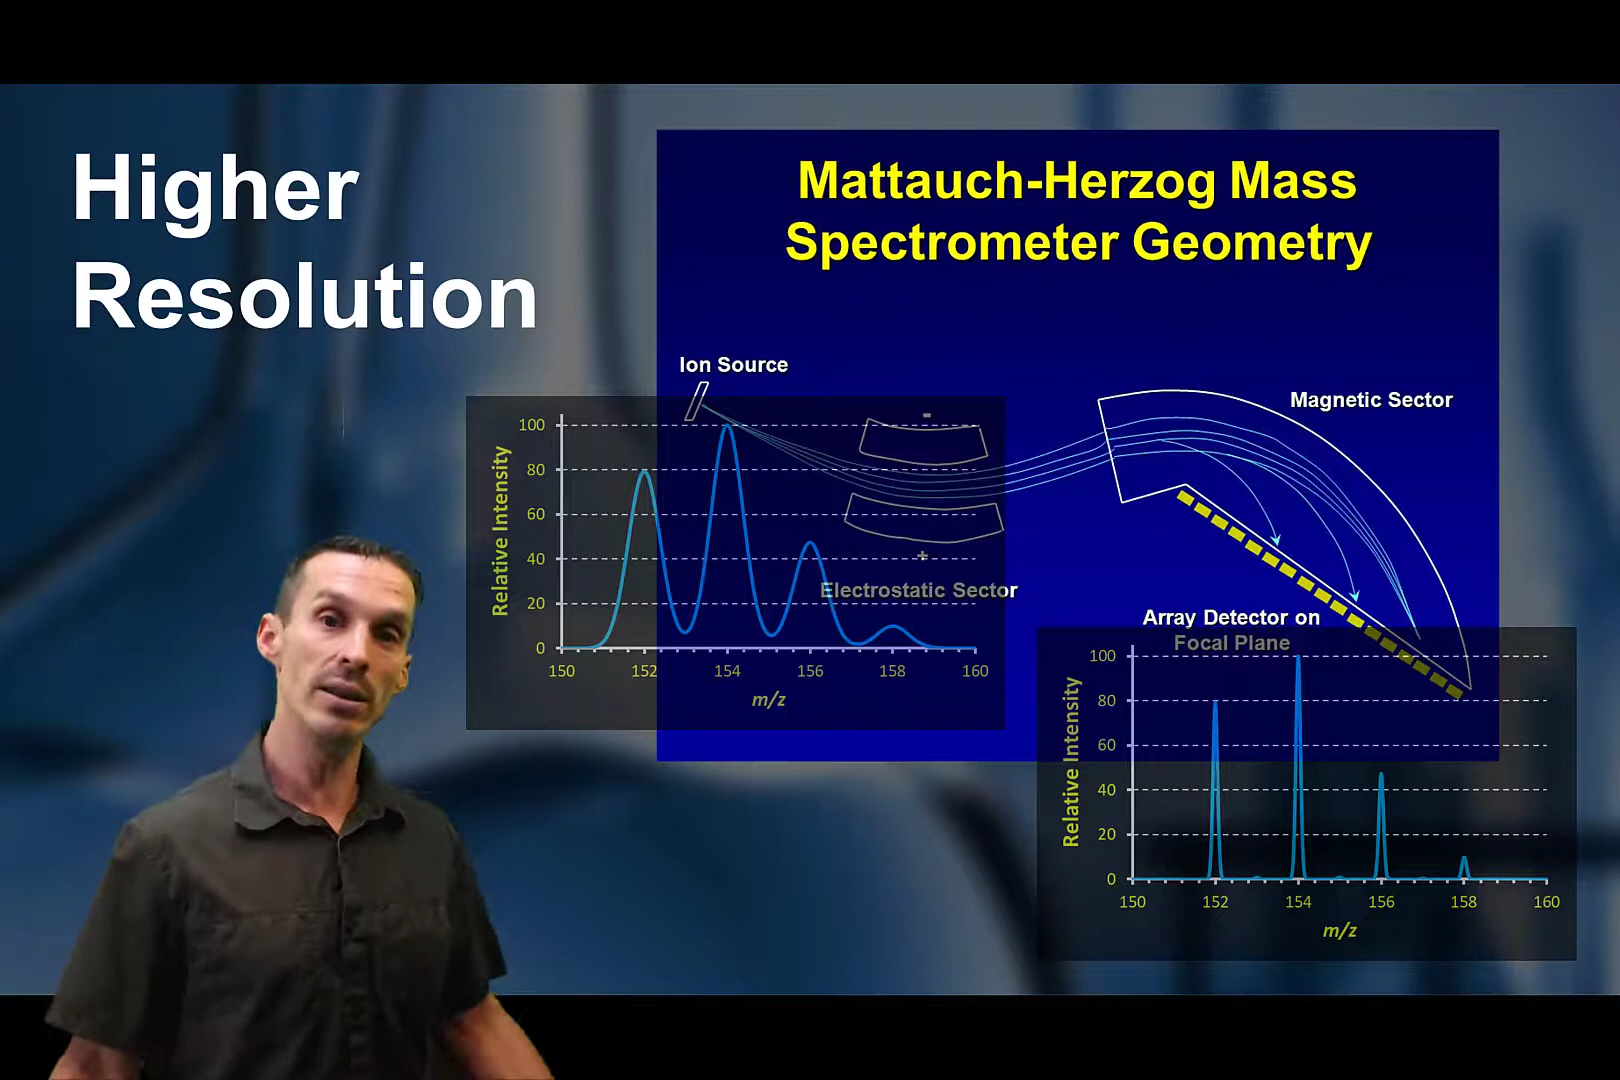 Higher
Resolution
Mattauch-Herzog Mass
Spectrometer Geometry
Ion Source
Magnetic Sector
-
+
Electrostatic Sector
Array Detector on
Focal Plane
Relative Intensity
100
80
60
40
20
0
150 152 154 156 158 160
m/z
Relative Intensity
100
80
60
40
20
0
150 152 154 156 158 160
m/z